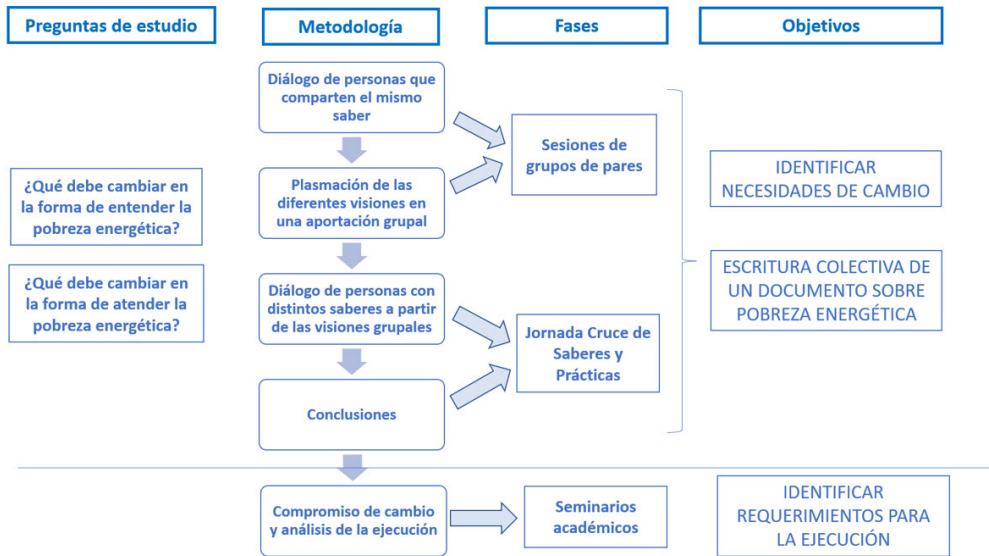 Preguntas de estudio
Metodología
Fases
Objetivos
Diálogo de personas que
comparten el mismo
saber
Sesiones de
grupos de pares
¿Qué debe cambiar en
la forma de entender la
pobreza energética?
Plasmación de las
diferentes visiones en
una aportación grupal
IDENTIFICAR
NECESIDADES DE CAMBIO
¿Qué debe cambiar en
la forma de atender la
pobreza energética?
Diálogo de personas con
distintos saberes a partir
de las visiones grupales
ESCRITURA COLECTIVA DE
UN DOCUMENTO SOBRE
POBREZA ENERGÉTICA
Jornada Cruce de
Saberes y
Prácticas
Conclusiones
Compromiso de cambio
y análisis de la ejecución
Seminarios
académicos
IDENTIFICAR
REQUERIMIENTOS PARA
LA EJECUCIÓN